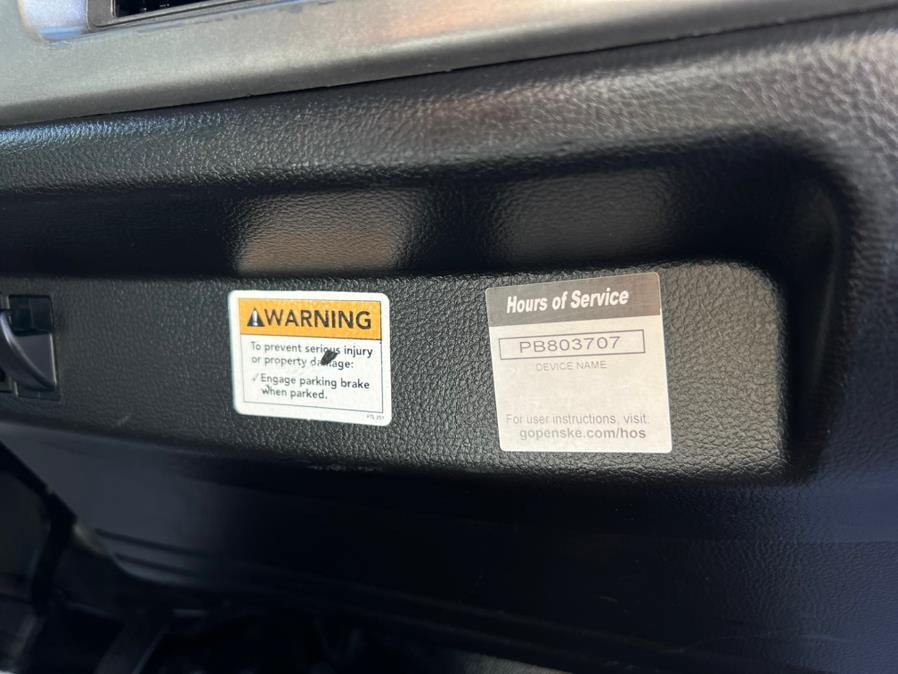 WARNING
To prevent serious injury
or property damage:
✓Engage parking brake
when parked.
Hours of Service
PB803707
DEVICE NAME
For user instructions, visit:
gopenske.com/hos